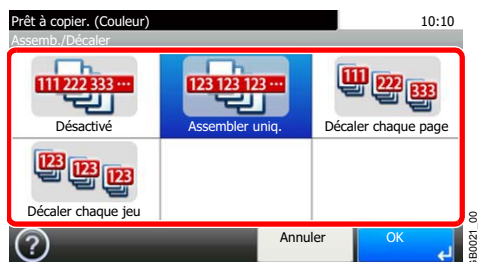 Prêt à copier. (Couleur) 10:10
Assemb./Décaler
111 222 333 ···
123 123 123 ···
111 222 333
Désactivé
Assembler uniq.
Décaler chaque page
123 123 123
Décaler chaque jeu
?
Annuler
OK
GB0021_00